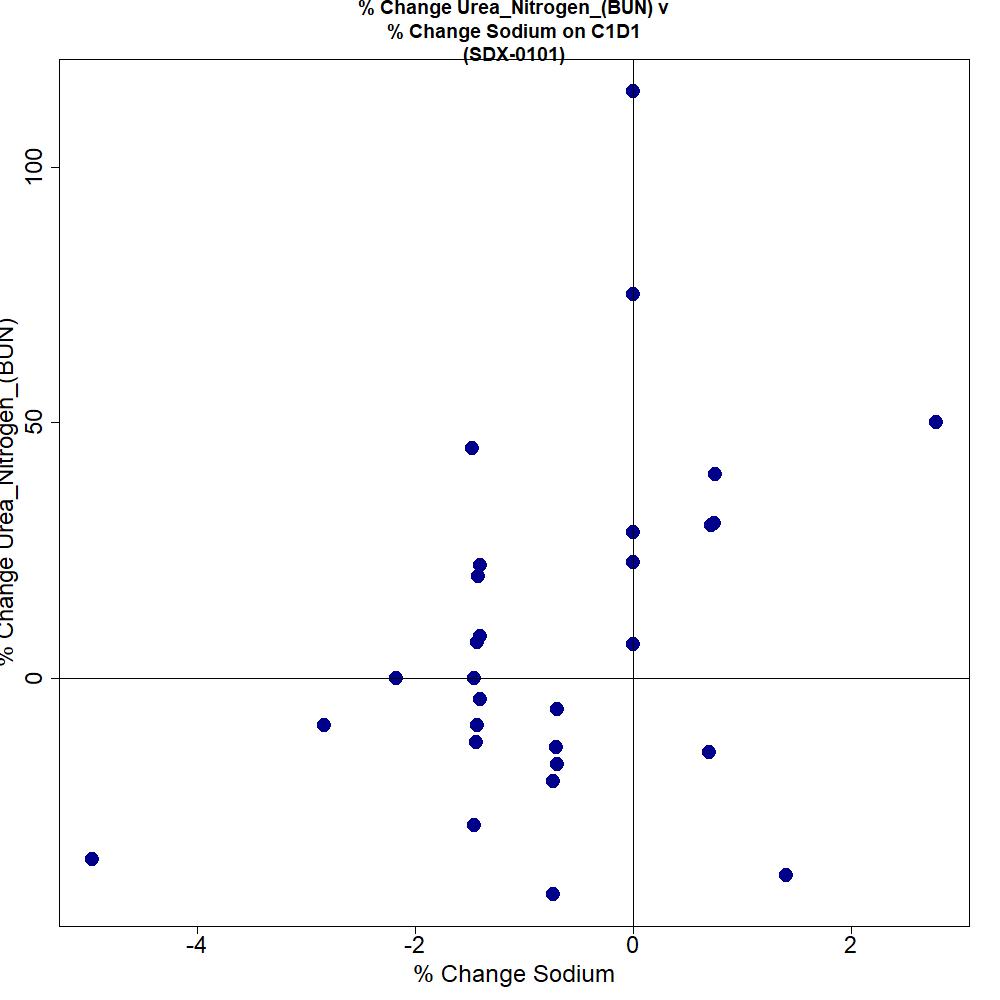 % Change Urea_Nitrogen_(BUN) v
% Change Sodium on C1D1
(SDX-0101)
% Change Urea_Nitrogen_(BUN)
100
50
0
-4
-2
0
2
% Change Sodium